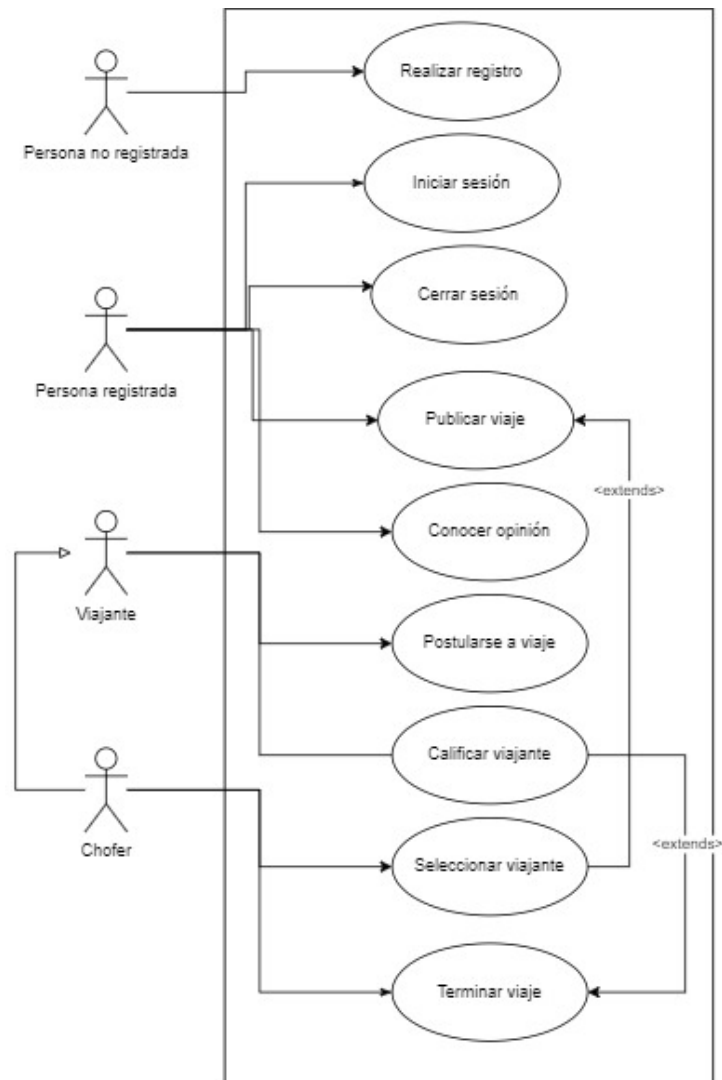 Realizar registro
Persona no registrada
Iniciar sesión
Cerrar sesión
Persona registrada
Publicar viaje
<extends>
Conocer opinión
Viajante
Postularse a viaje
Calificar viajante
<extends>
Chofer
Seleccionar viajante
Terminar viaje